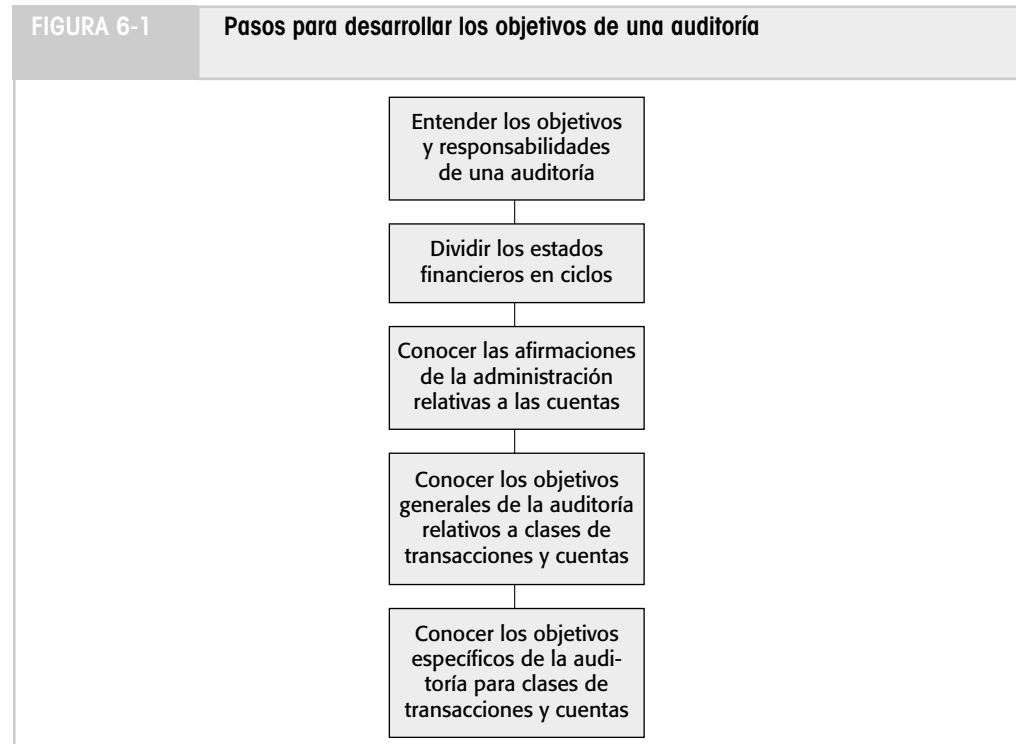 FIGURA 6-1
Pasos para desarrollar los objetivos de una auditoría
Entender los objetivos
y responsabilidades
de una auditoría
Dividir los estados
financieros en ciclos
Conocer las afirmaciones
de la administración
relativas a las cuentas
Conocer los objetivos
generales de la auditoría
relativos a clases de
transacciones y cuentas
Conocer los objetivos
específicos de la audi-
toría para clases de
transacciones y cuentas